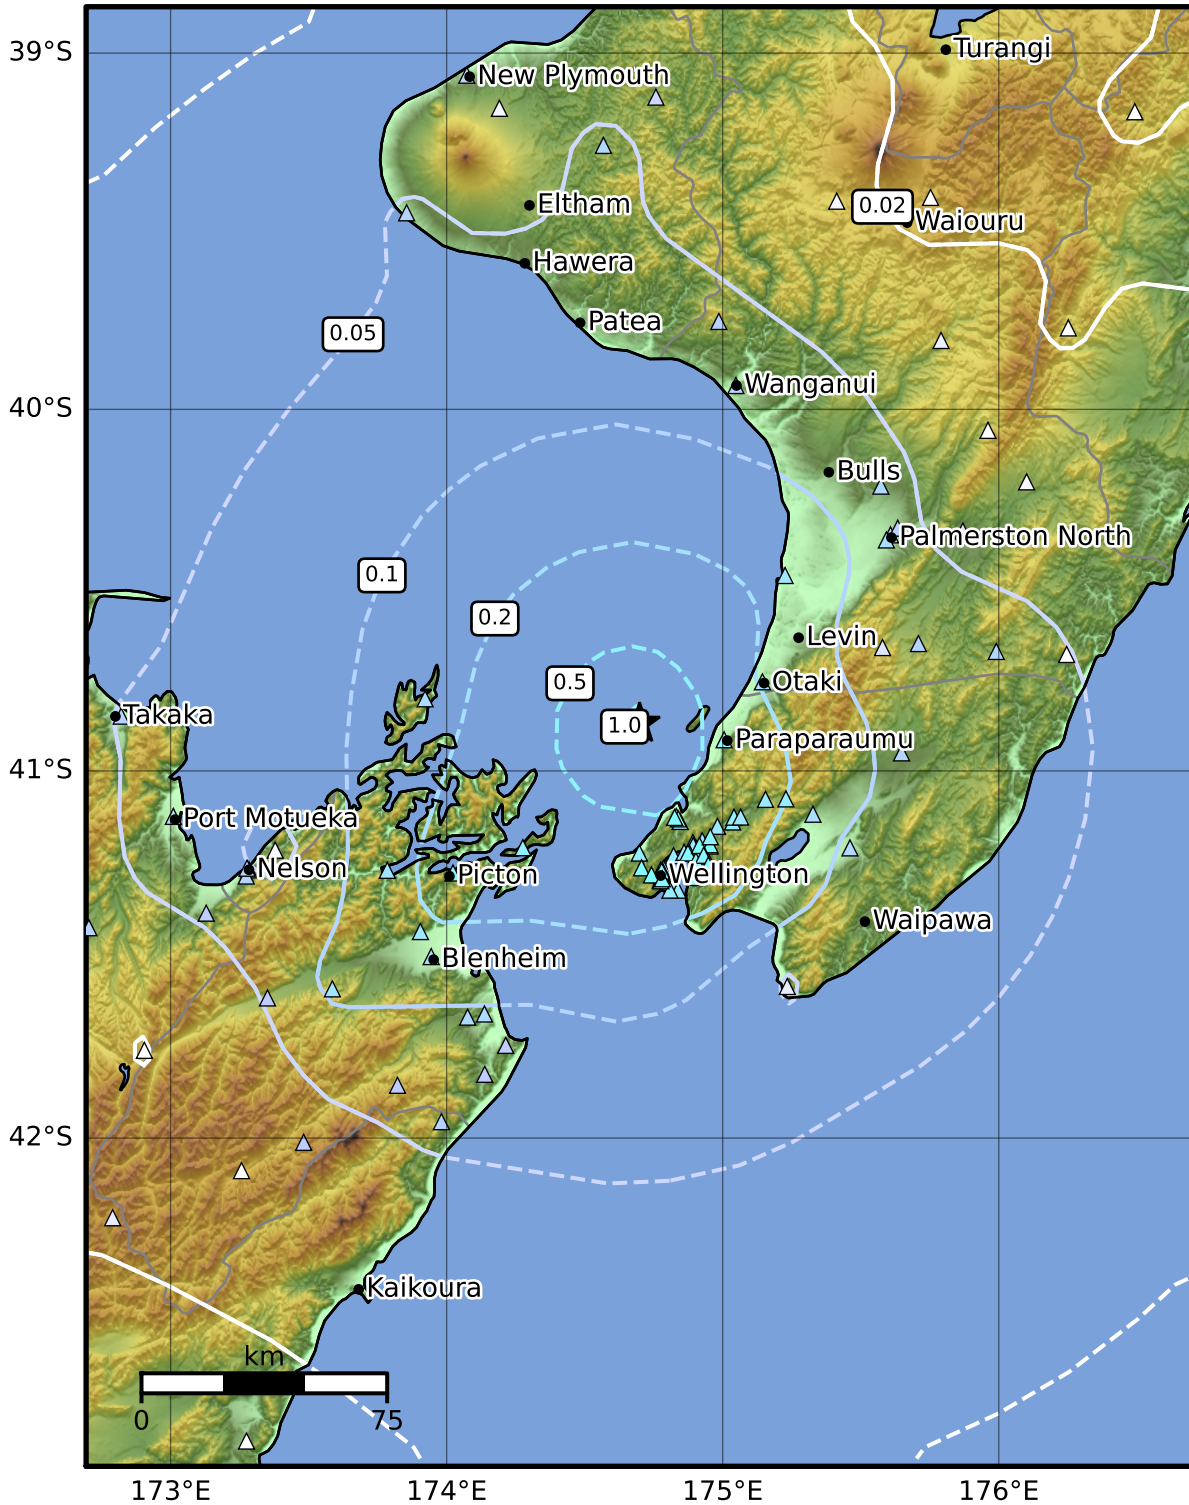 39°S
Turangi
New Plymouth
Eltham
0.02
Waiouru
Hawera
Patea
0.05
Wanganui
40°S
Bulls
Palmerston North
0.1
0.2
Levin
0.5
Otaki
Takaka
1.0
Paraparaumu
41°S
Port Motueka
Nelson
Picton
Wellington
Waipawa
Blenheim
42°S
Kaikoura
km
0
75
173°E
174°E
175°E
176°E